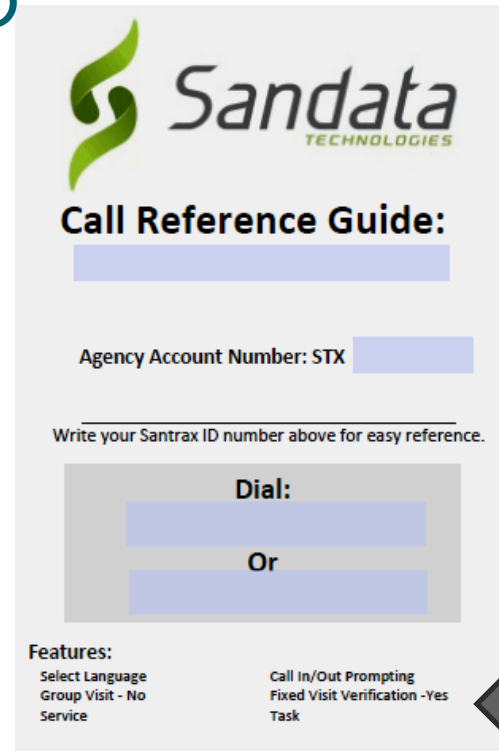 Sandata
TECHNOLOGIES
Call Reference Guide:
Agency Account Number: STX
Write your Santrax ID number above for easy reference.
Dial:
Or
Features:
Select Language
Group Visit - No
Service
Call In/Out Prompting
Fixed Visit Verification -Yes
Task